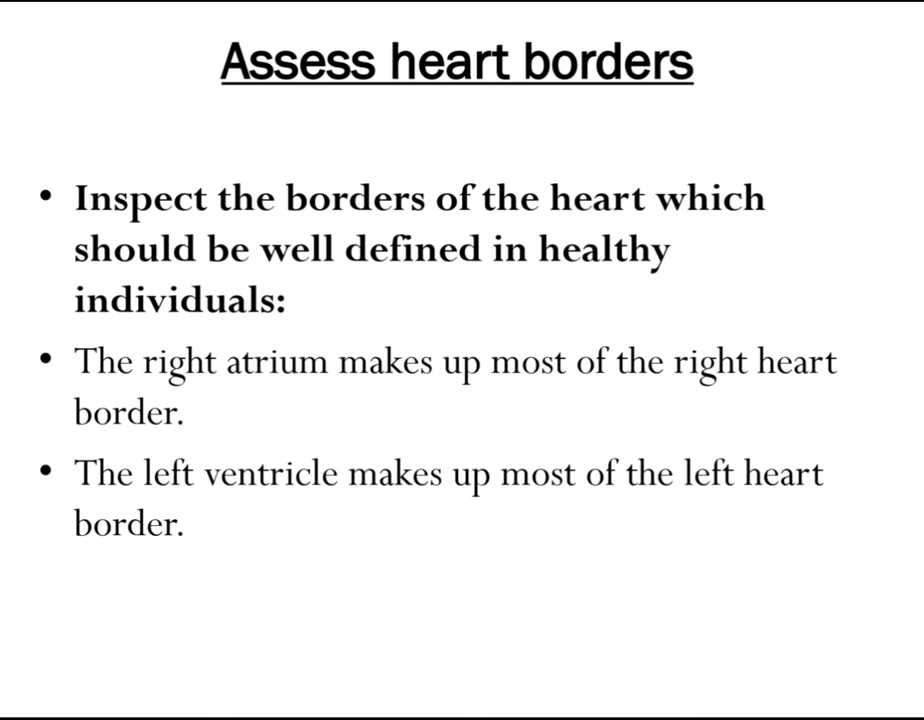 Assess heart borders
• Inspect the borders of the heart which
should be well defined in healthy
individuals:
• The right atrium makes up most of the right heart
border.
• The left ventricle makes up most of the left heart
border.